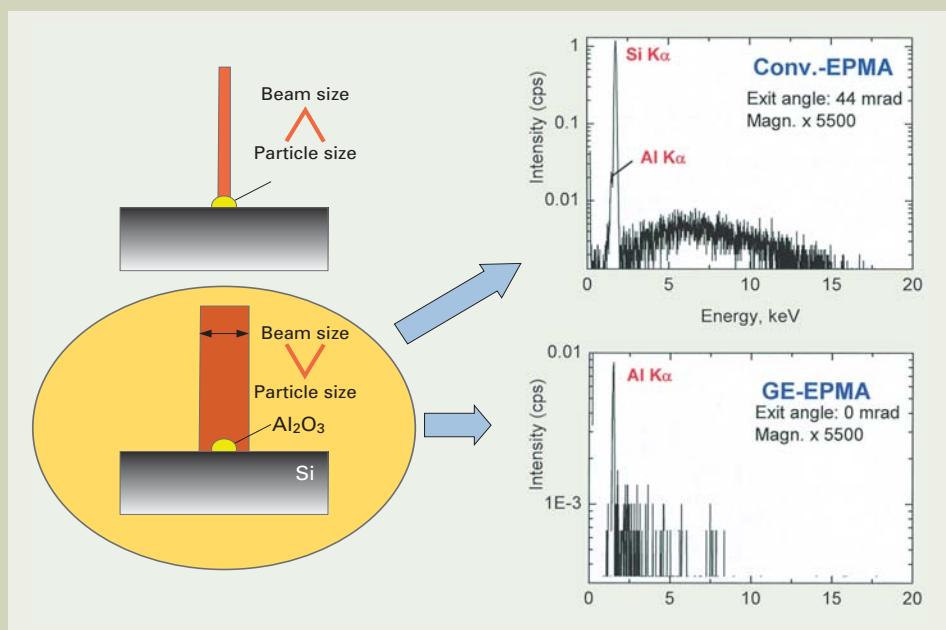 Beam size
Particle size
Beam size
Particle size
Al₂O₃
Si
Conv.-EPMA
Exit angle: 44 mrad
Magn. x 5500
Si Kα
Al Kα
Intensity (cps)
1
0.1
0.01
0 5 10 15 20
Energy, keV
GE-EPMA
Exit angle: 0 mrad
Magn. x 5500
Al Kα
Intensity (cps)
0.01
1E-3
0 5 10 15 20